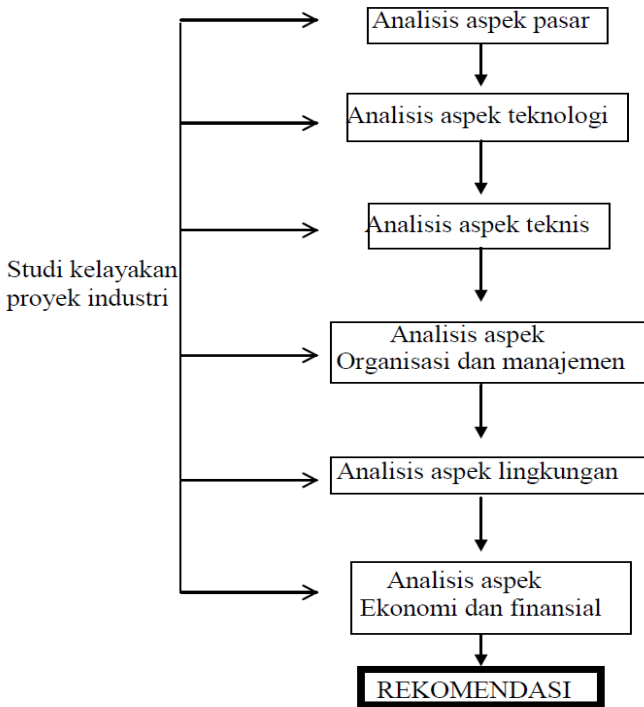 Analisis aspek pasar
Analisis aspek teknologi
Analisis aspek teknis
Studi kelayakan
proyek industri
Analisis aspek
Organisasi dan manajemen
Analisis aspek lingkungan
Analisis aspek
Ekonomi dan finansial
REKOMENDASI